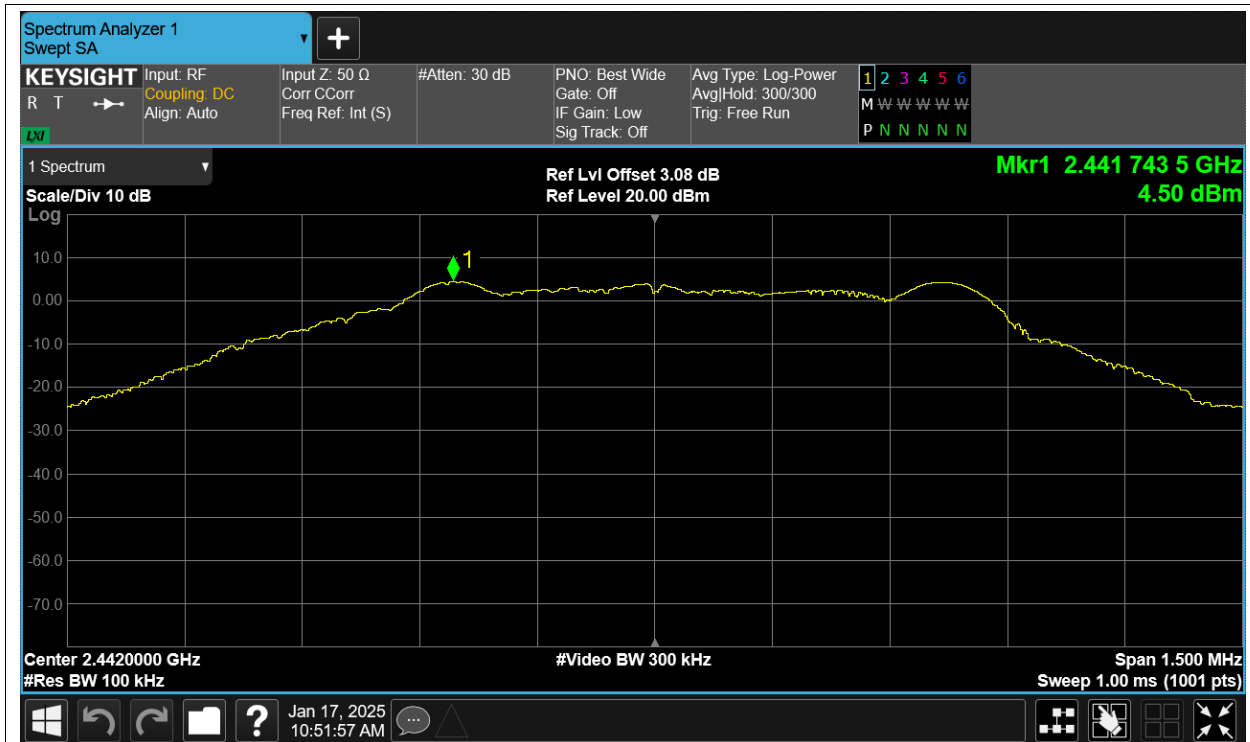 Spectrum Analyzer 1
Swept SA
KEYSIGHT
R T
LXI
Input: RF
Coupling: DC
Align: Auto
Input Z: 50 Ω
Corr CCorr
Freq Ref: Int (S)
#Atten: 30 dB
PNO: Best Wide
Gate: Off
IF Gain: Low
Sig Track: Off
Avg Type: Log-Power
Avg|Hold: 300/300
Trig: Free Run
1 2 3 4 5 6
M W W W W W
P N N N N N
1 Spectrum
Scale/Div 10 dB
Log
Ref Lvl Offset 3.08 dB
Ref Level 20.00 dBm
Mkr1 2.441 743 5 GHz
4.50 dBm
1
10.0
0.00
-10.0
-20.0
-30.0
-40.0
-50.0
-60.0
-70.0
Center 2.4420000 GHz
#Video BW 300 kHz
Span 1.500 MHz
#Res BW 100 kHz
Sweep 1.00 ms (1001 pts)
?
Jan 17, 2025
10:51:57 AM